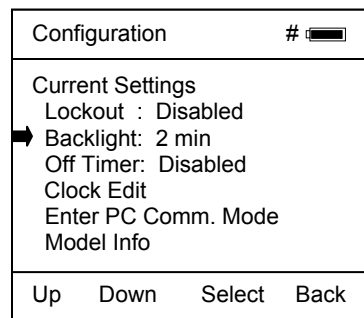 Configuration #
Current Settings
Lockout : Disabled
Backlight: 2 min
Off Timer: Disabled
Clock Edit
Enter PC Comm. Mode
Model Info
Up Down Select Back